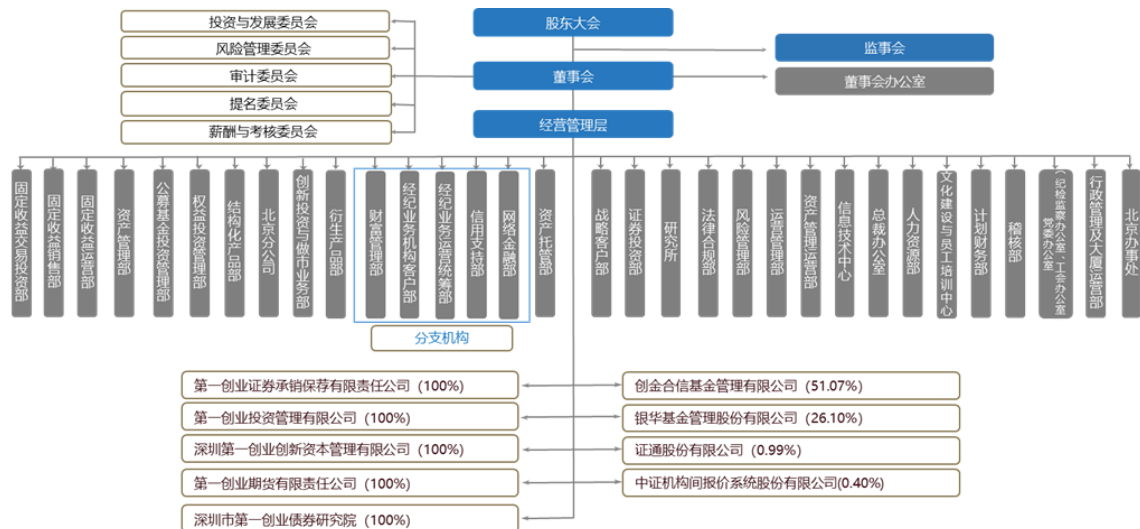 投资与发展委员会
风险管理委员会
审计委员会
提名委员会
薪酬与考核委员会
股东大会
监事会
董事会
董事会办公室
经营管理层
固定收益交易投资部
固定收益销售部
固定收益运营部
资产管理部
公募基金投资管理部
权益投资管理部
结构化产品部
北京分公司
创新投资与做市业务部
衍生产品部
财富管理部
经纪业务机构客户部
经纪业务运营统筹部
信用支持部
网络金融部
资产托管部
战略客户部
证券投资部
研究所
法律合规部
风险管理部
运营管理部
资产管理运营部
信息技术中心
总裁办公室
人力资源部
文化建设与员工培训中心
计划财务部
稽核部
党委办公室
(纪检监察办公室、工会办公室
行政管理及大厦运营部
北京办事处
分支机构
第一创业证券承销保荐有限责任公司 (100%)
第一创业投资管理有限公司 (100%)
深圳第一创业创新资本管理有限公司 (100%)
第一创业期货有限责任公司 (100%)
深圳市第一创业债券研究院 (100%)
创金合信基金管理有限公司 (51.07%)
银华基金管理股份有限公司 (26.10%)
证通股份有限公司 (0.99%)
中证机构间报价系统股份有限公司(0.40%)